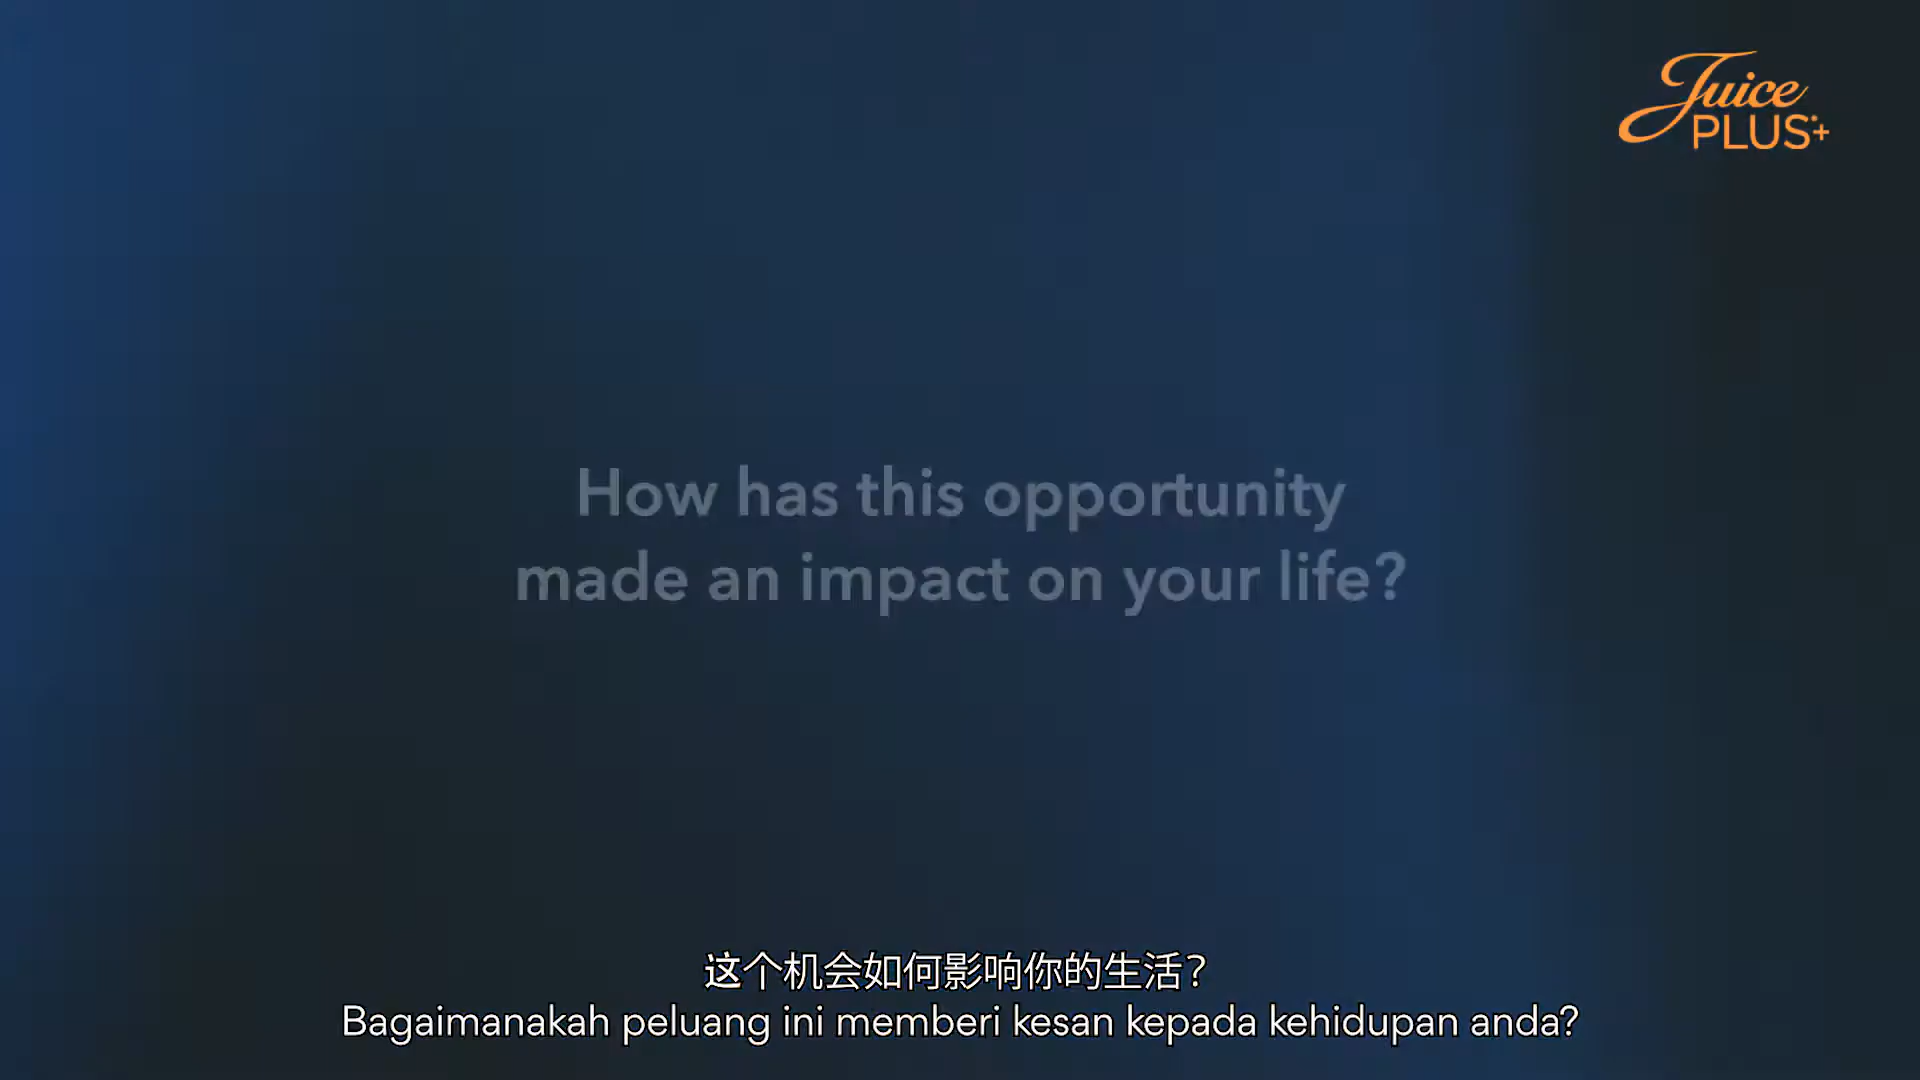 Juice
PLUS+
How has this opportunity
made an impact on your life?
这个机会如何影响你的生活？
Bagaimanakah peluang ini memberi kesan kepada kehidupan anda?